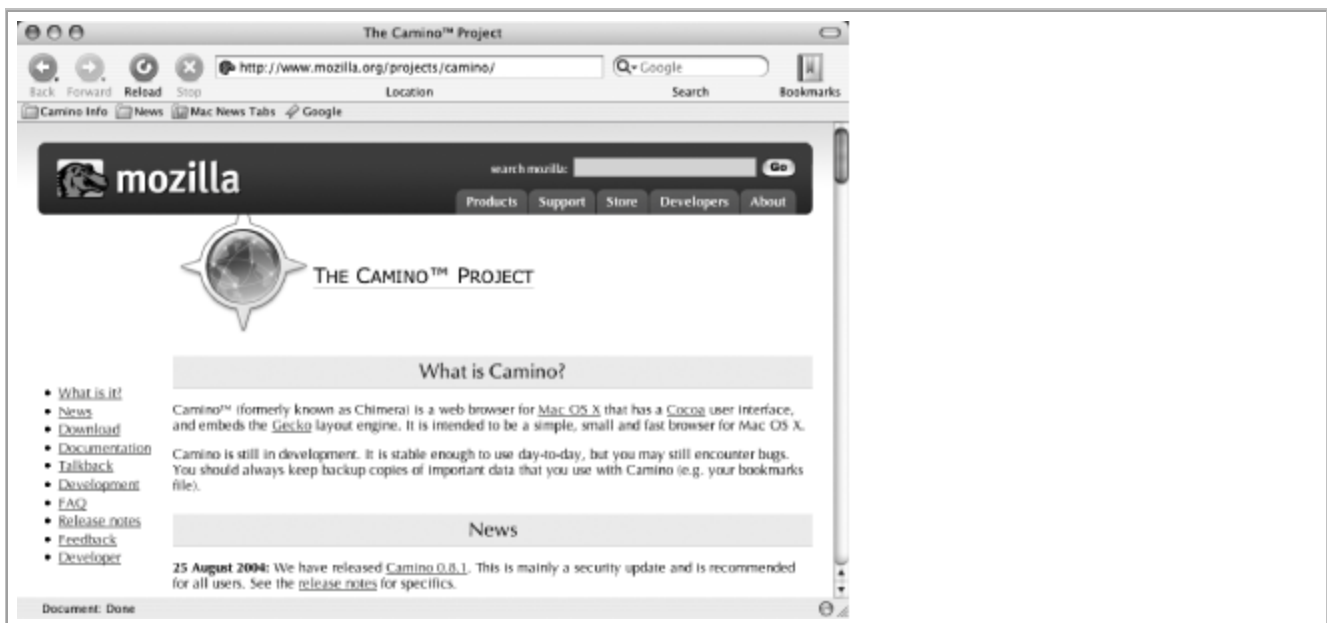 The Camino™ Project
http://www.mozilla.org/projects/camino/
Google
Back Forward Reload Stop Location Search Bookmarks
Camino Info News Mac News Tabs Google
mozilla
search mozilla: Go
Products Support Store Developers About
THE CAMINO™ PROJECT
What is Camino?
• What is it?
• News
• Download
• Documentation
• Talkback
• Development
• FAQ
• Release notes
• Feedback
• Developer
Camino™ (formerly known as Chimera) is a web browser for Mac OS X that has a Cocoa user interface,
and embeds the Gecko layout engine. It is intended to be a simple, small and fast browser for Mac OS X.
Camino is still in development. It is stable enough to use day-to-day, but you may still encounter bugs.
You should always keep backup copies of important data that you use with Camino (e.g. your bookmarks
file).
News
25 August 2004: We have released Camino 0.8.1. This is mainly a security update and is recommended
for all users. See the release notes for specifics.
Document: Done